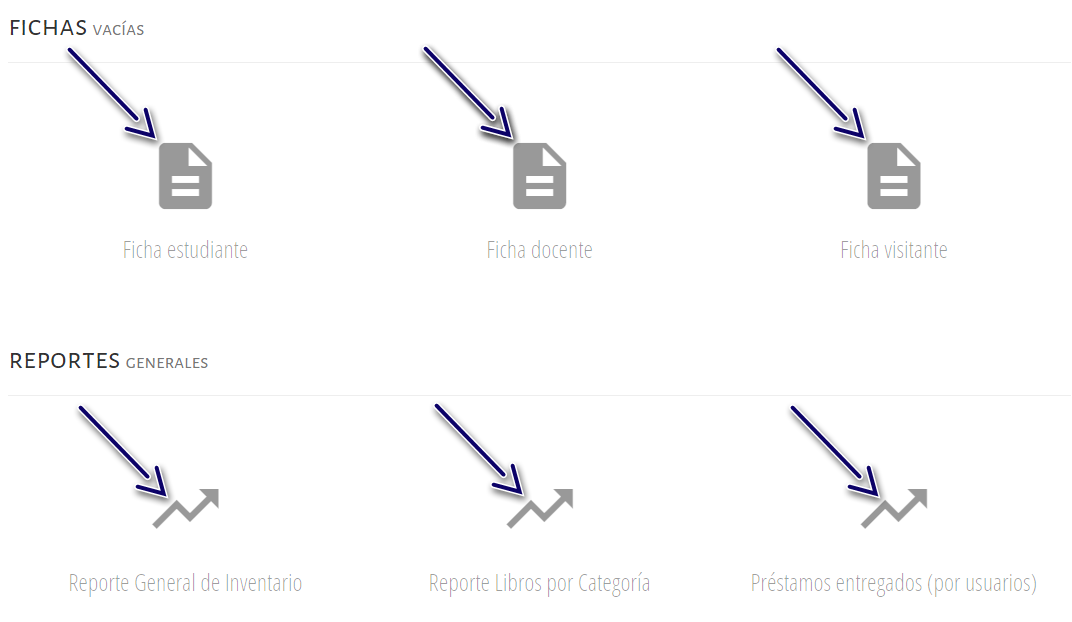 FICHAS VACÍAS
Ficha estudiante
Ficha docente
Ficha visitante
REPORTES GENERALES
Reporte General de Inventario
Reporte Libros por Categoría
Préstamos entregados (por usuarios)